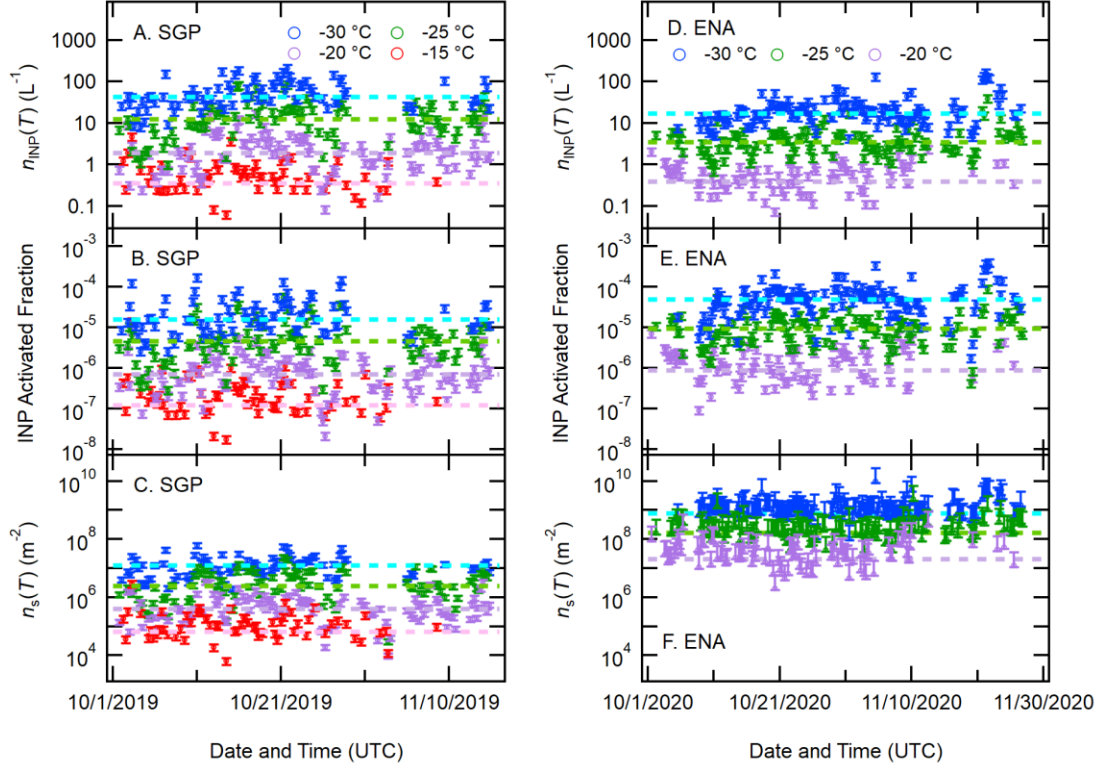 A. SGP
-30 °C
-25 °C
-20 °C
-15 °C
1000
100
10
1
0.1
nINP(T) (L⁻¹)
B. SGP
10⁻³
10⁻⁴
10⁻⁵
10⁻⁶
10⁻⁷
10⁻⁸
INP Activated Fraction
C. SGP
10¹⁰
10⁸
10⁶
10⁴
ns(T) (m⁻²)
10/1/2019
10/21/2019
11/10/2019
Date and Time (UTC)
D. ENA
-30 °C
-25 °C
-20 °C
1000
100
10
1
0.1
nINP(T) (L⁻¹)
E. ENA
10⁻³
10⁻⁴
10⁻⁵
10⁻⁶
10⁻⁷
10⁻⁸
INP Activated Fraction
10¹⁰
10⁸
10⁶
10⁴
ns(T) (m⁻²)
F. ENA
10/1/2020
10/21/2020
11/10/2020
11/30/2020
Date and Time (UTC)